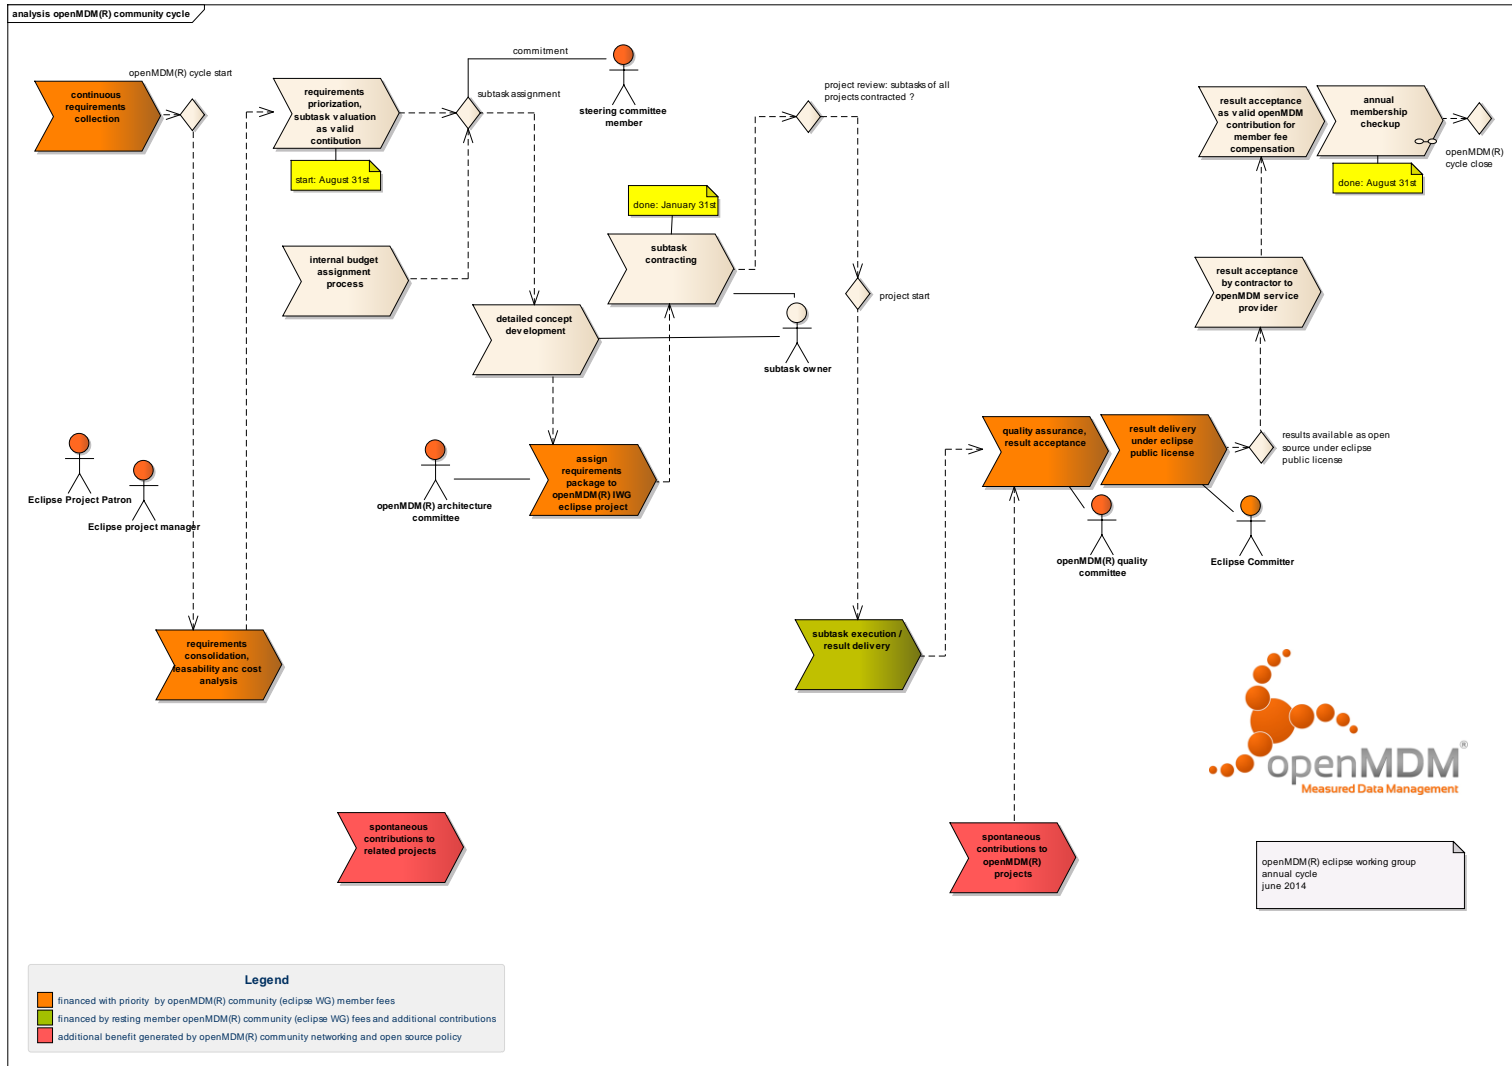 analysis openMDM(R) community cycle
openMDM(R) cycle start
continuous
requirements
collection
requirements
priorization,
subtask valuation
as valid
contibution
start: August 31st
commitment
subtask assignment
steering committee
member
project review: subtasks of all
projects contracted ?
result acceptance
as valid openMDM
contribution for
member fee
compensation
annual
membership
checkup
openMDM(R)
cycle close
done: August 31st
internal budget
assignment
process
done: January 31st
subtask
contracting
project start
result acceptance
by contractor to
openMDM service
provider
detailed concept
development
subtask owner
Eclipse Project Patron
Eclipse project manager
openMDM(R) architecture
committee
assign
requirements
package to
openMDM(R) IWG
eclipse project
quality assurance,
result acceptance
result delivery
under eclipse
public license
results available as open
source under eclipse
public license
openMDM(R) quality
committee
Eclipse Committer
requirements
consolidation,
feasability anc cost
analysis
subtask execution /
result delivery
openMDM®
Measured Data Management
spontaneous
contributions to
related projects
spontaneous
contributions to
openMDM(R)
projects
openMDM(R) eclipse working group
annual cycle
june 2014
Legend
financed with priority by openMDM(R) community (eclipse WG) member fees
financed by resting member openMDM(R) community (eclipse WG) fees and additional contributions
additional benefit generated by openMDM(R) community networking and open source policy